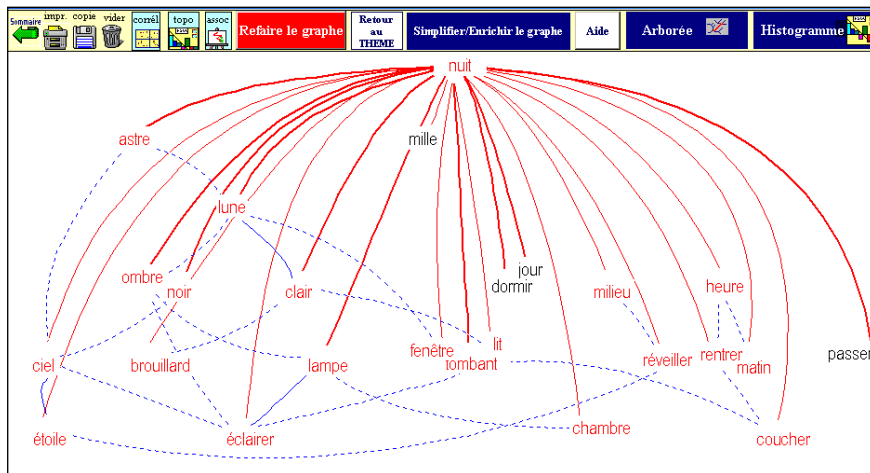 Sommaire impr. copie vider corrél topo assoc Refaire le graphe Retour au THEME Simplifier/Enrichir le graphe Aide Arborée Histogramme
nuit
astre mille
lune
ombre noir clair jour dormir milieu heure
ciel brouillard lampe fenêtre tombant lit réveiller rentrer matin passer
étoile éclairer chambre coucher